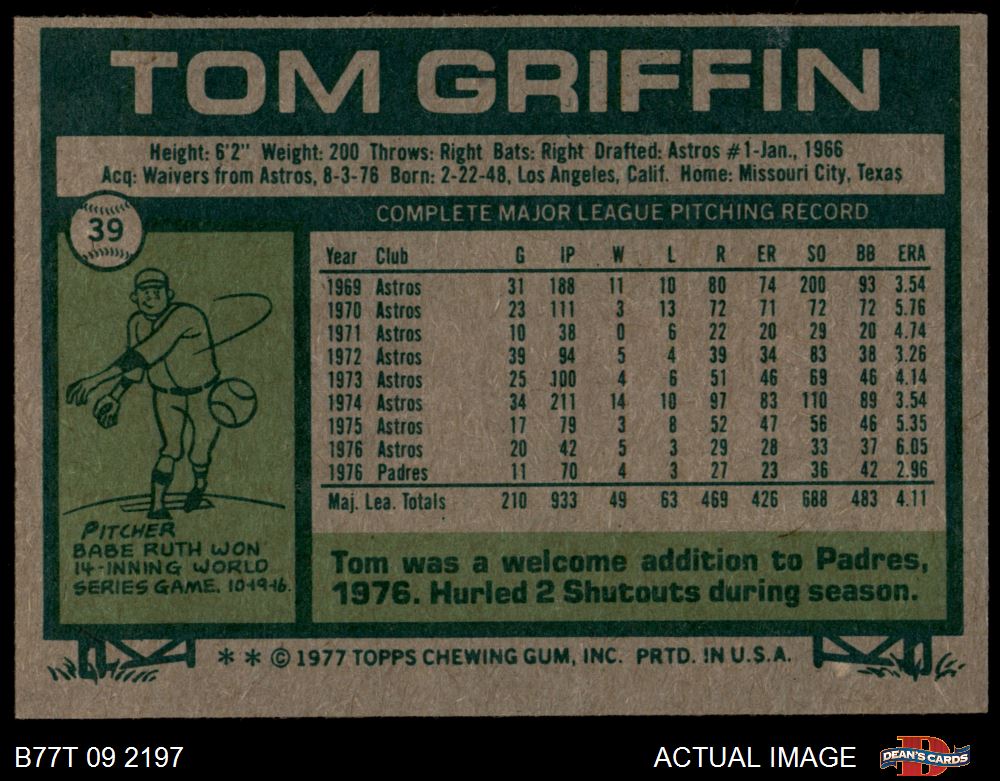 TOM GRIFFIN
Height: 6'2" Weight: 200 Throws: Right Bats: Right Drafted: Astros #1-Jan., 1966
Acq: Waivers from Astros, 8-3-76 Born: 2-22-48, Los Angeles, Calif. Home: Missouri City, Texas
39
COMPLETE MAJOR LEAGUE PITCHING RECORD
Year Club G IP W L R ER SO BB ERA
1969 Astros 31 188 11 10 80 74 200 93 3.54
1970 Astros 23 111 3 13 72 71 72 72 5.76
1971 Astros 10 38 0 6 22 20 29 20 4.74
1972 Astros 39 94 5 4 39 34 83 38 3.26
1973 Astros 25 100 4 6 51 46 69 46 4.14
1974 Astros 34 211 14 10 97 83 110 89 3.54
1975 Astros 17 79 3 8 52 47 56 46 5.35
1976 Astros 20 42 5 3 29 28 33 37 6.05
1976 Padres 11 70 4 3 27 23 36 42 2.96
Maj. Lea. Totals 210 933 49 63 469 426 688 483 4.11
PITCHER
BABE RUTH WON
14-INNING WORLD
SERIES GAME. 10-19-16.
Tom was a welcome addition to Padres,
1976. Hurled 2 Shutouts during season.
* * © 1977 TOPPS CHEWING GUM, INC. PRTD. IN U.S.A.
B77T 09 2197
ACTUAL IMAGE
DEAN'S CARDS